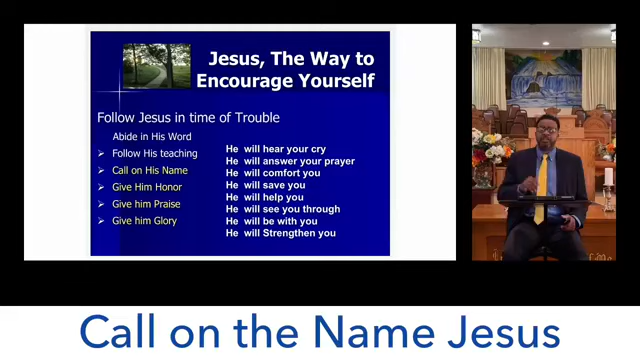 Jesus, The Way to
Encourage Yourself
Follow Jesus in time of Trouble
Abide in His Word
➢ Follow His teaching
➢ Call on His Name
➢ Give Him Honor
➢ Give him Praise
➢ Give him Glory
He will hear your cry
He will answer your prayer
He will comfort you
He will save you
He will help you
He will see you through
He will be with you
He will Strengthen you
Call on the Name Jesus